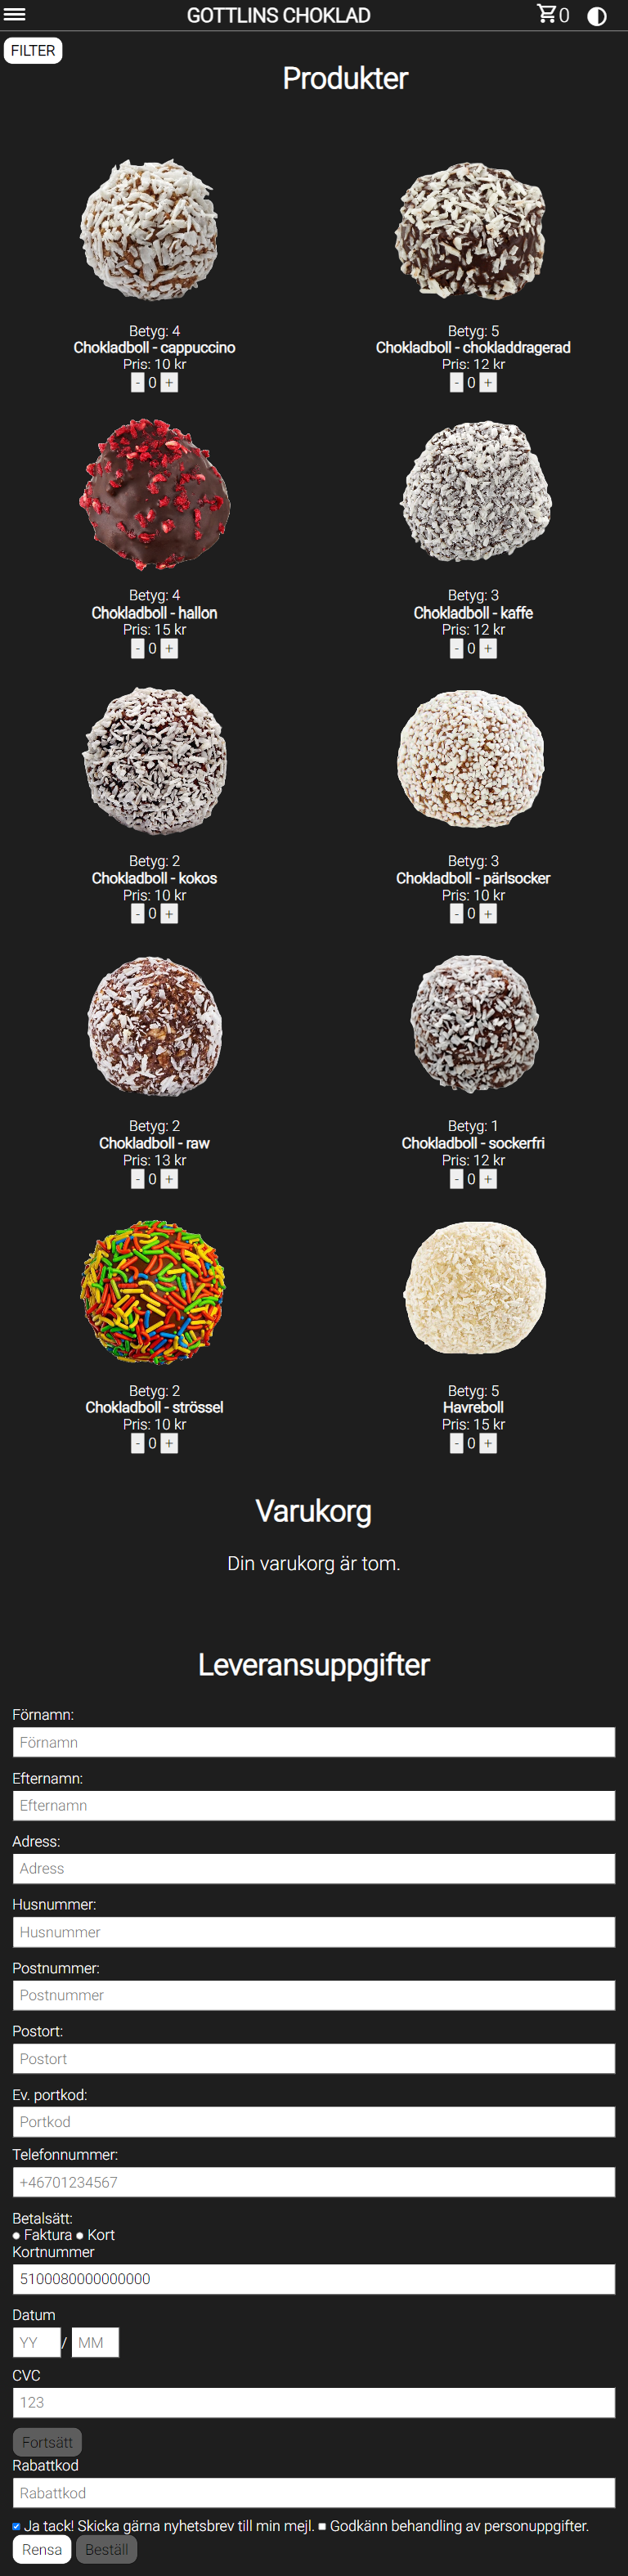 GOTTLINS CHOKLAD 0
FILTER
Produkter
Betyg: 4
Chokladboll - cappuccino
Pris: 10 kr
- 0 +
Betyg: 5
Chokladboll - chokladdragerad
Pris: 12 kr
- 0 +
Betyg: 4
Chokladboll - hallon
Pris: 15 kr
- 0 +
Betyg: 3
Chokladboll - kaffe
Pris: 12 kr
- 0 +
Betyg: 2
Chokladboll - kokos
Pris: 10 kr
- 0 +
Betyg: 3
Chokladboll - pärlsocker
Pris: 10 kr
- 0 +
Betyg: 2
Chokladboll - raw
Pris: 13 kr
- 0 +
Betyg: 1
Chokladboll - sockerfri
Pris: 12 kr
- 0 +
Betyg: 2
Chokladboll - strössel
Pris: 10 kr
- 0 +
Betyg: 5
Havreboll
Pris: 15 kr
- 0 +
Varukorg
Din varukorg är tom.
Leveransuppgifter
Förnamn:
Förnamn
Efternamn:
Efternamn
Adress:
Adress
Husnummer:
Husnummer
Postnummer:
Postnummer
Postort:
Postort
Ev. portkod:
Portkod
Telefonnummer:
+46701234567
Betalsätt:
Faktura Kort
Kortnummer
5100080000000000
Datum
YY / MM
CVC
123
Fortsätt
Rabattkod
Rabattkod
Ja tack! Skicka gärna nyhetsbrev till min mejl. Godkänn behandling av personuppgifter.
Rensa Beställ